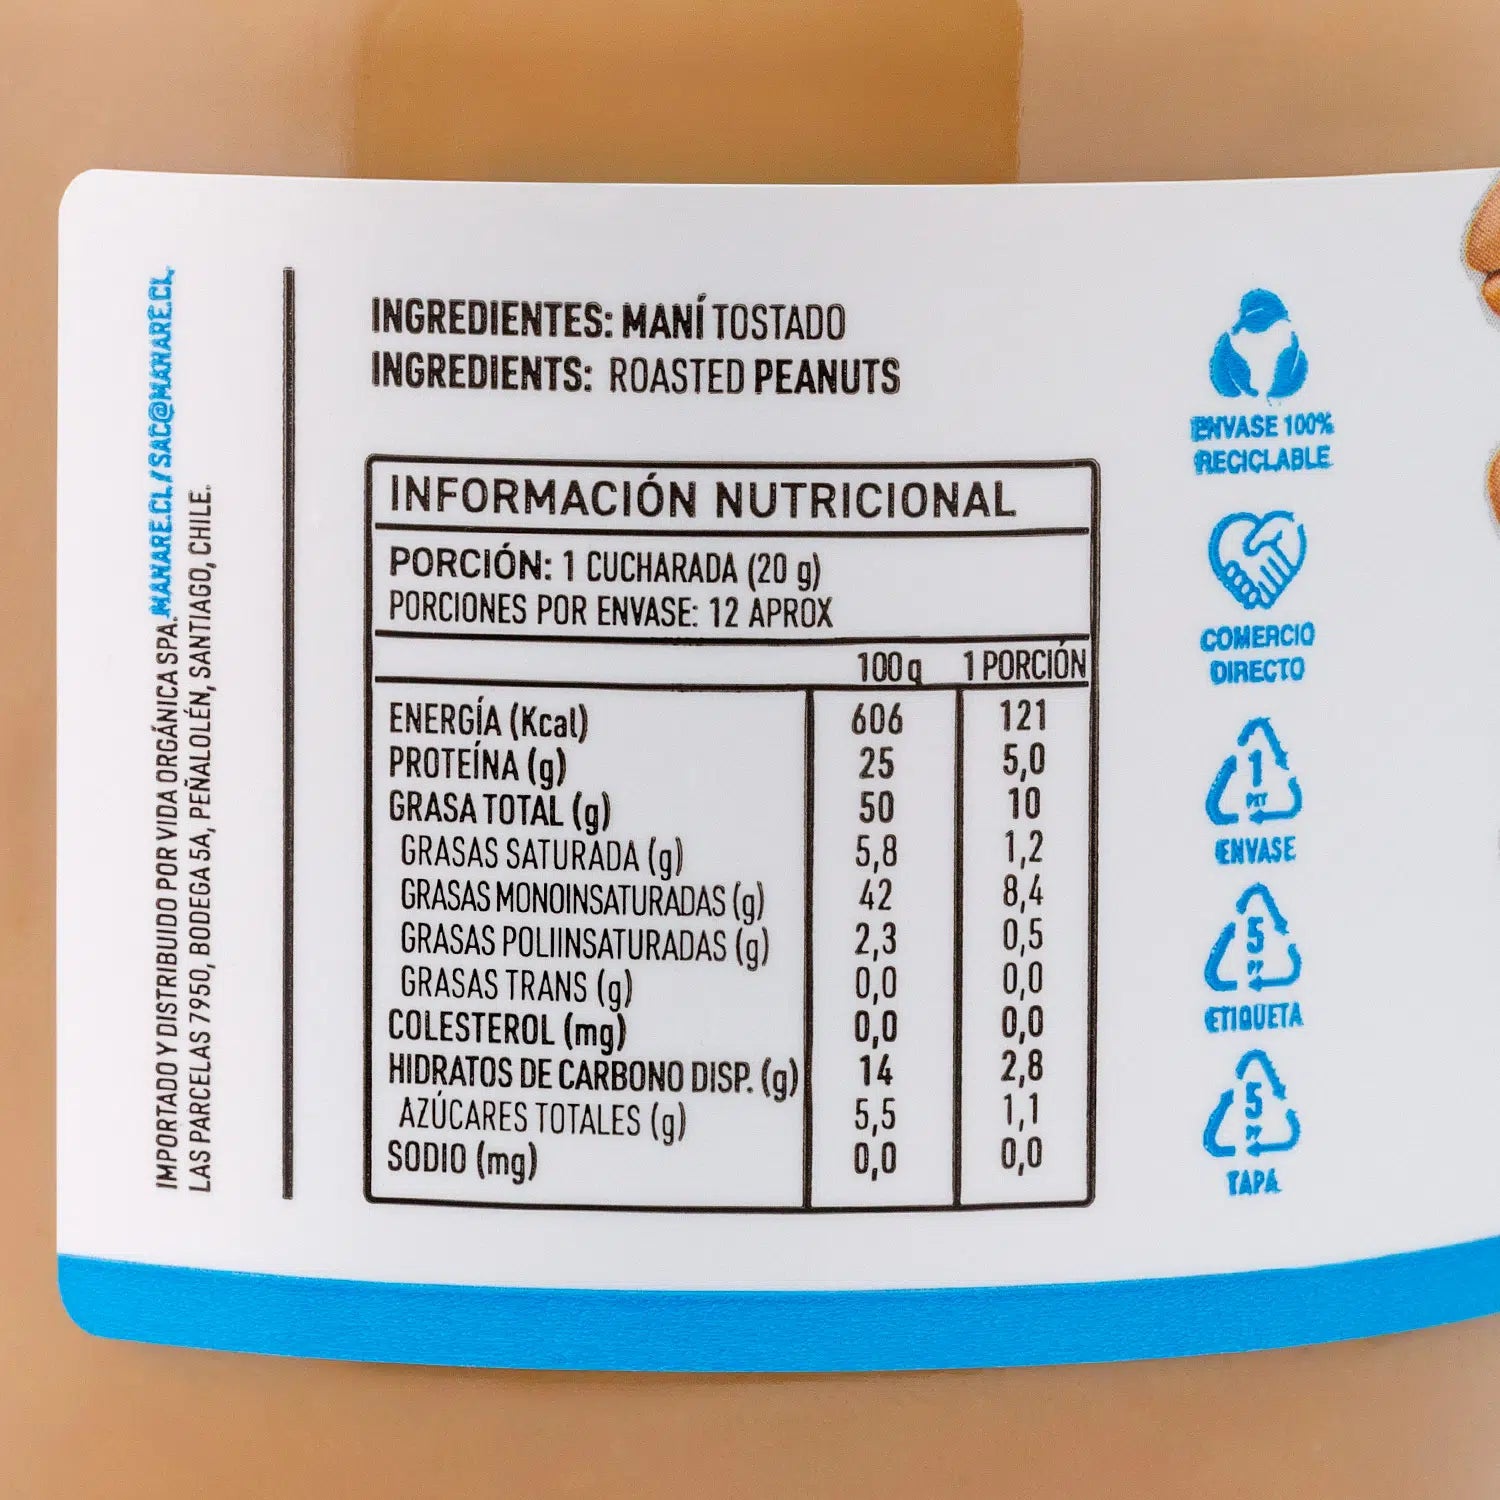 IMPORTADO Y DISTRIBUIDO POR VIDA ORGÁNICA SPA. MANARE.CL / SAC@MANARE.CL
LAS PARCELAS 7950, BODEGA 5A, PEÑALOLÉN, SANTIAGO, CHILE.
INGREDIENTES: MANÍ TOSTADO
INGREDIENTS: ROASTED PEANUTS
INFORMACIÓN NUTRICIONAL
PORCIÓN: 1 CUCHARADA (20 g)
PORCIONES POR ENVASE: 12 APROX
100 g 1 PORCIÓN
ENERGÍA (Kcal) 606 121
PROTEÍNA (g) 25 5,0
GRASA TOTAL (g) 50 10
GRASAS SATURADA (g) 5,8 1,2
GRASAS MONOINSATURADAS (g) 42 8,4
GRASAS POLIINSATURADAS (g) 2,3 0,5
GRASAS TRANS (g) 0,0 0,0
COLESTEROL (mg) 0,0 0,0
HIDRATOS DE CARBONO DISP. (g) 14 2,8
AZÚCARES TOTALES (g) 5,5 1,1
SODIO (mg) 0,0 0,0
ENVASE 100%
RECICLABLE
COMERCIO
DIRECTO
1
PET
ENVASE
5
PP
ETIQUETA
5
PP
TAPA